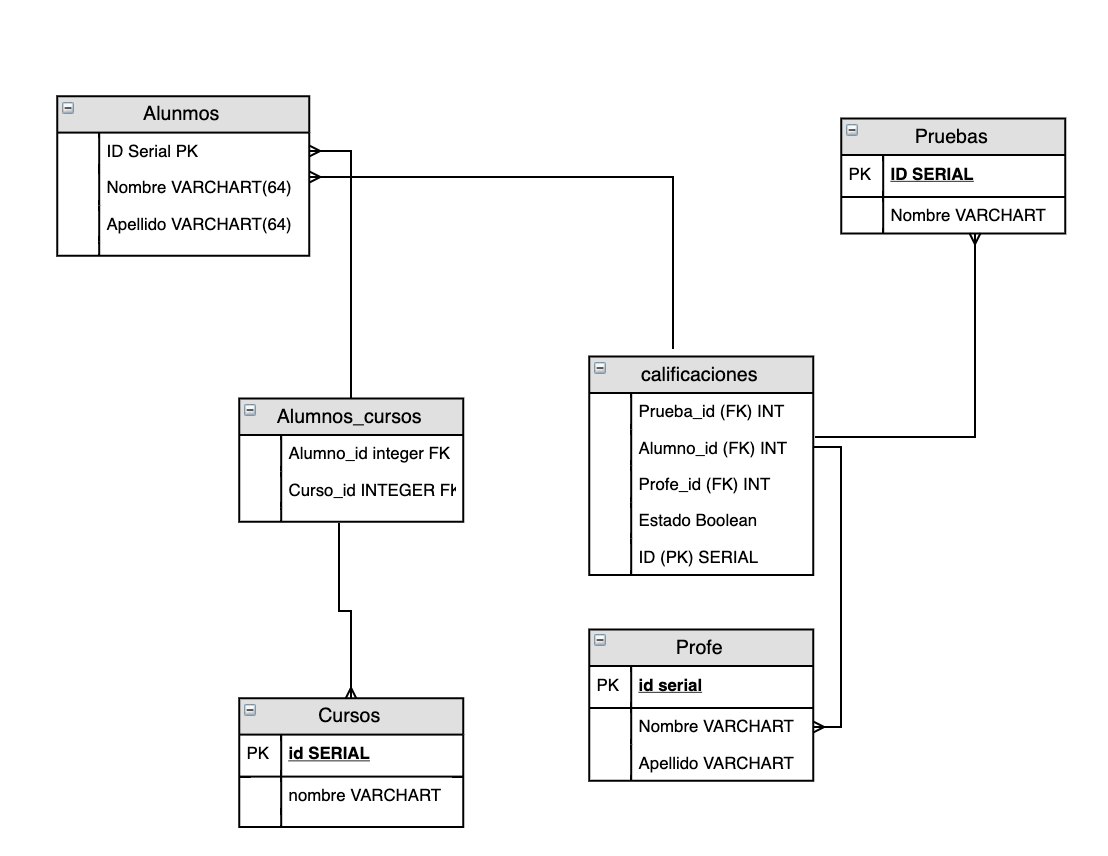 Alunmos
ID Serial PK
Nombre VARCHART(64)
Apellido VARCHART(64)
Pruebas
PK ID SERIAL
Nombre VARCHART
calificaciones
Prueba_id (FK) INT
Alumno_id (FK) INT
Profe_id (FK) INT
Estado Boolean
ID (PK) SERIAL
Alumnos_cursos
Alumno_id integer FK
Curso_id INTEGER FK
Profe
PK id serial
Nombre VARCHART
Apellido VARCHART
Cursos
PK id SERIAL
nombre VARCHART